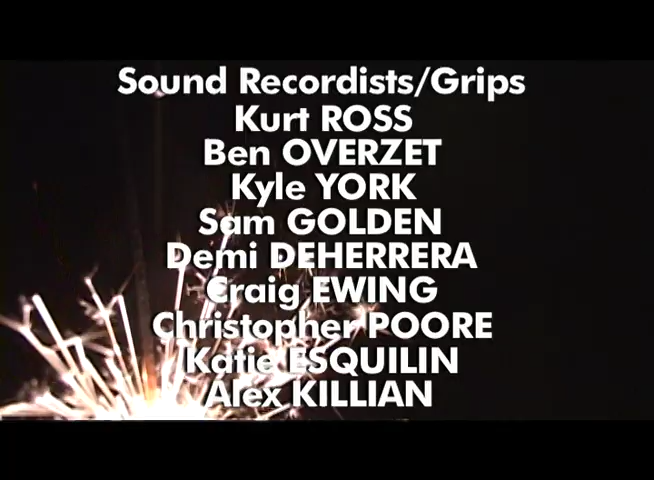 Sound Recordists/Grips
Kurt ROSS
Ben OVERZET
Kyle YORK
Sam GOLDEN
Demi DEHERRERA
Craig EWING
Christopher POORE
Katie ESQUILIN
Alex KILLIAN